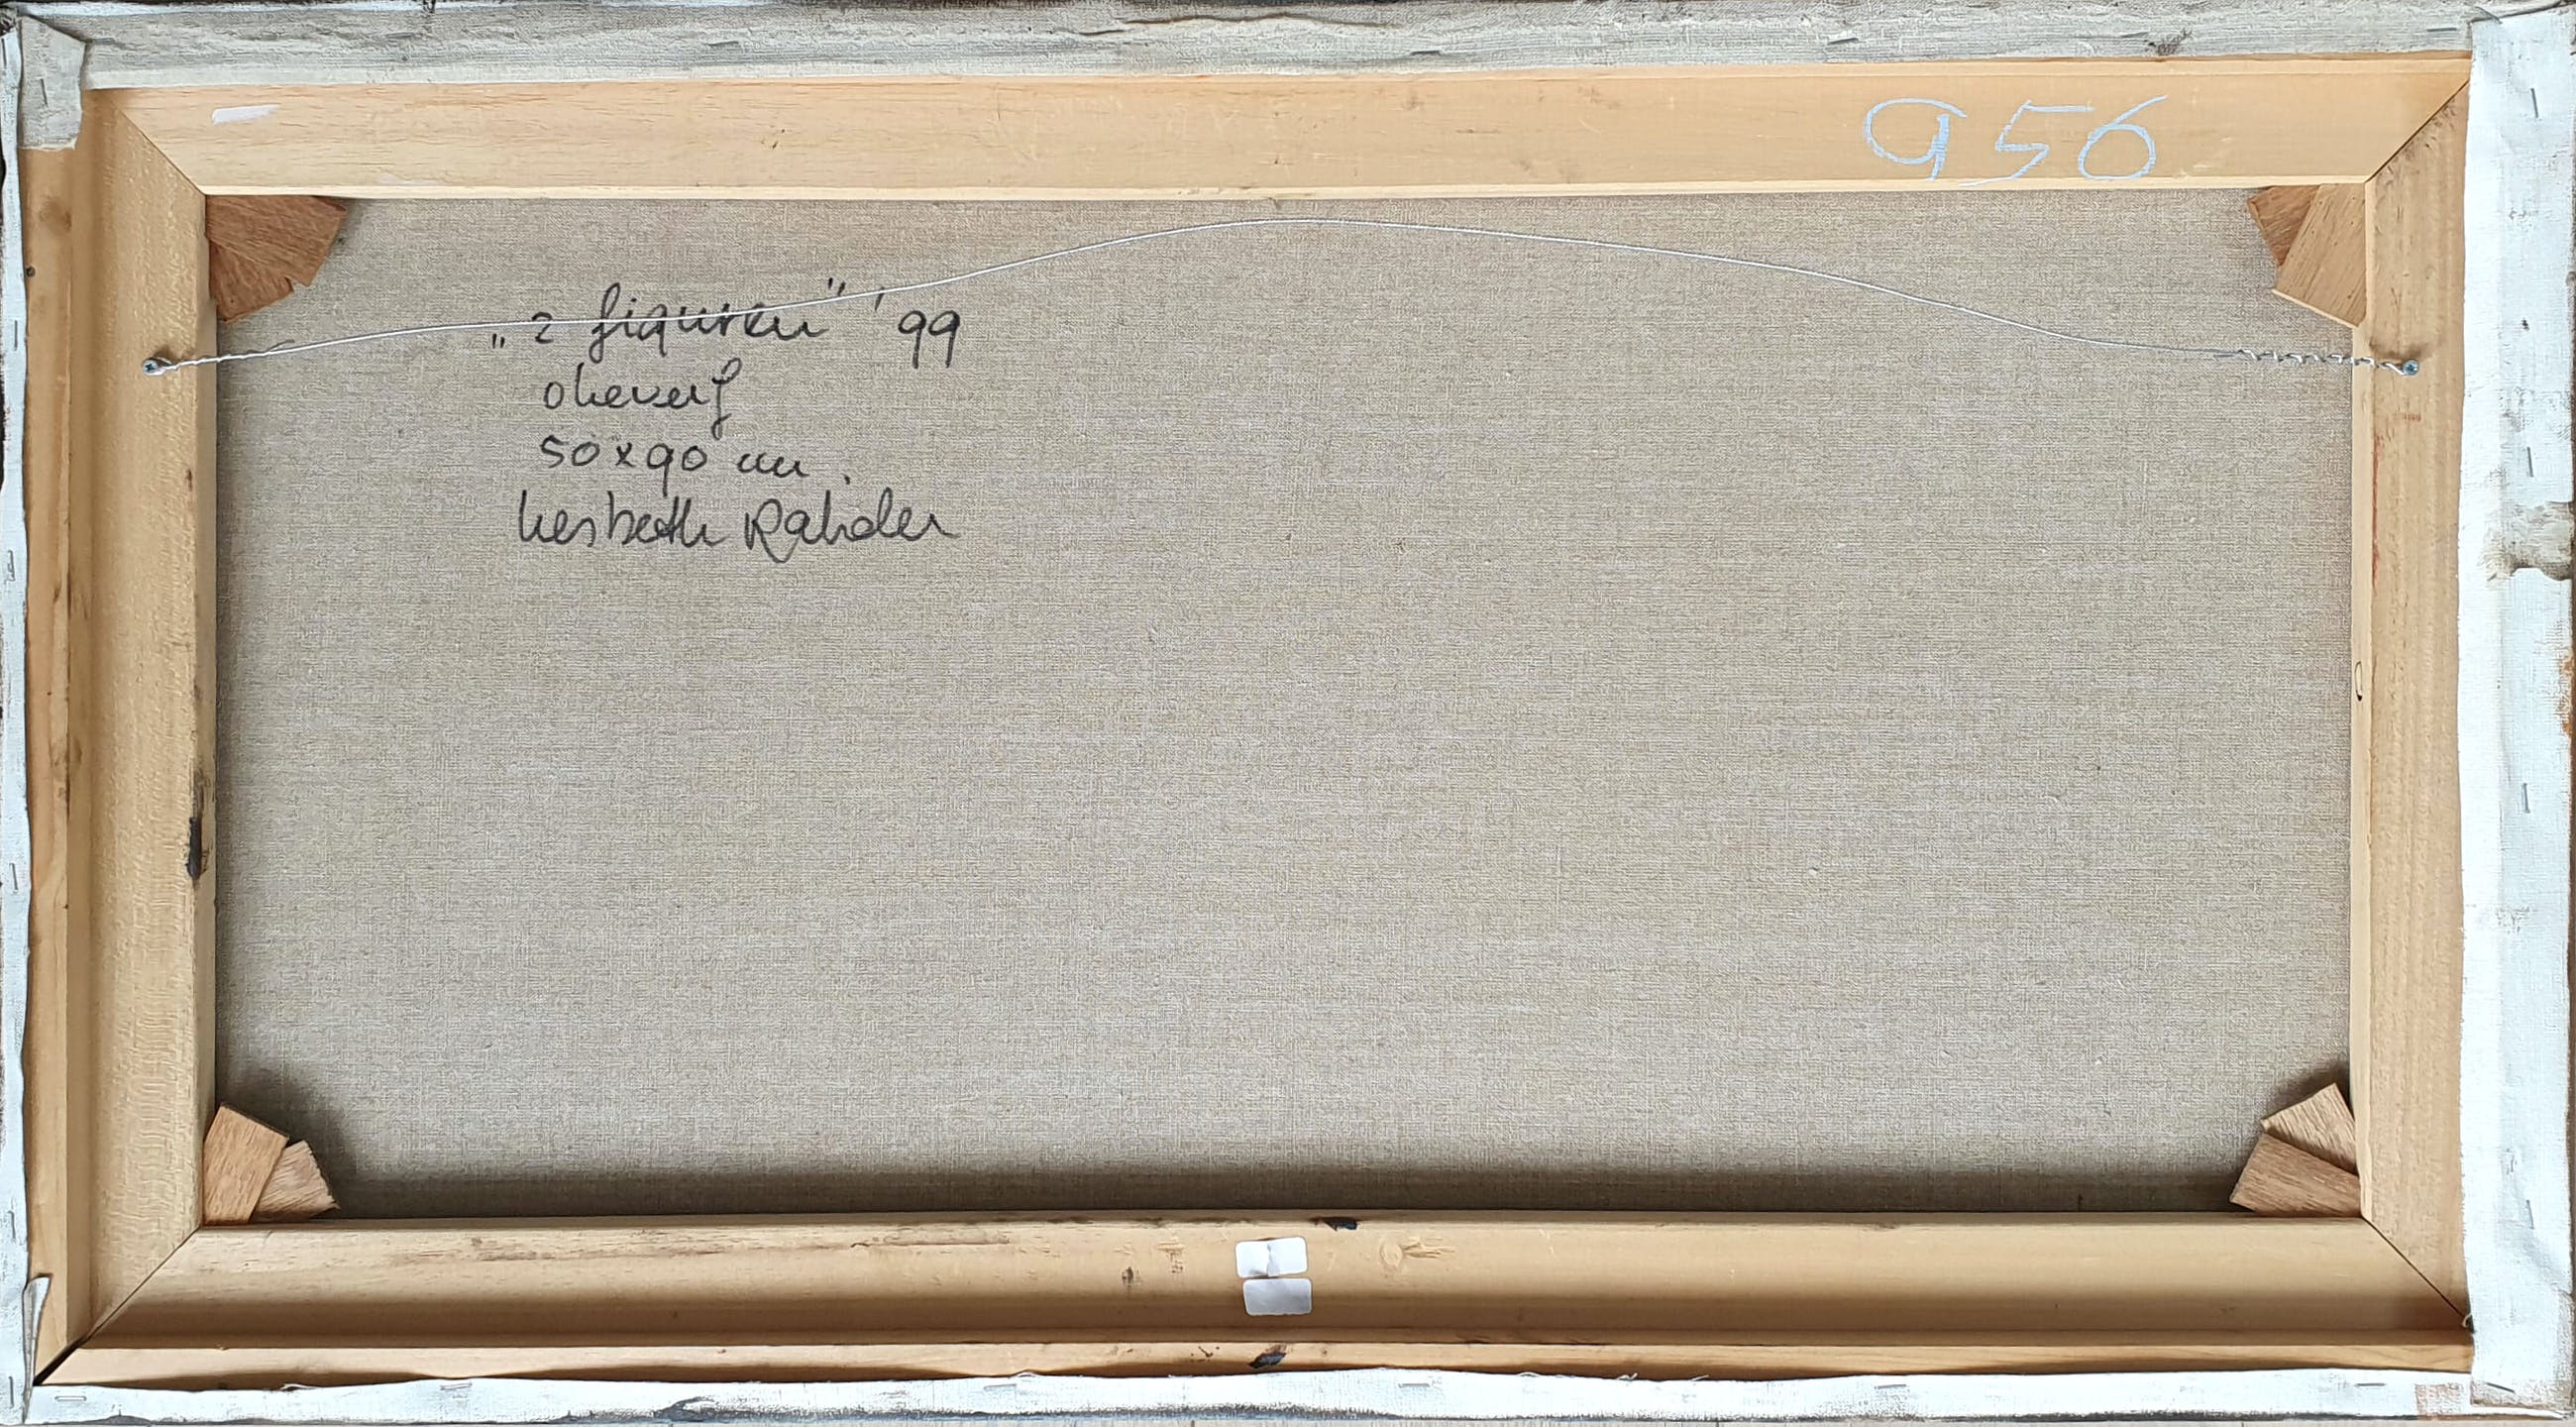 956
„2 figuren" '99
olieverf
50x90 cm.
Liesbeth Rahder